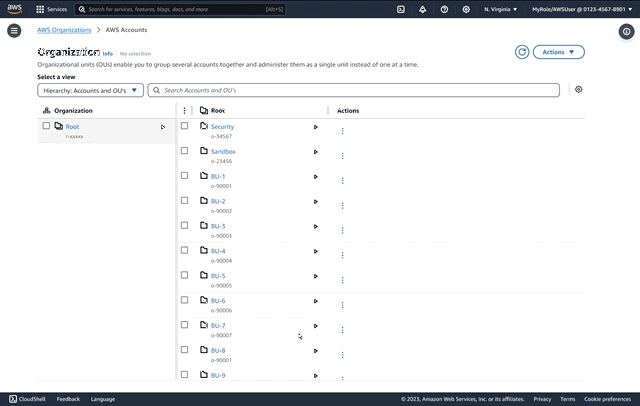 aws Services Search for services, features, blogs, docs, and more [Alt+S] N. Virginia MyRole/AWSUser @ 0123-4567-8901
AWS Organizations AWS Accounts
Organization Info No selection
Actions
Organizational units (OUs) enable you to group several accounts together and administer them as a single unit instead of one at a time.
Select a view
Hierarchy: Accounts and OU's Search Accounts and OU's
Organization Root Actions
Root Security
r-xxxxx o-34567
Sandbox
o-23456
BU-1
o-90001
BU-2
o-90002
BU-3
o-90003
BU-4
o-90004
BU-5
o-90005
BU-6
o-90006
BU-7
o-90007
BU-8
o-90001
BU-9
CloudShell Feedback Language © 2023, Amazon Web Services, Inc. or its affiliates. Privacy Terms Cookie preferences